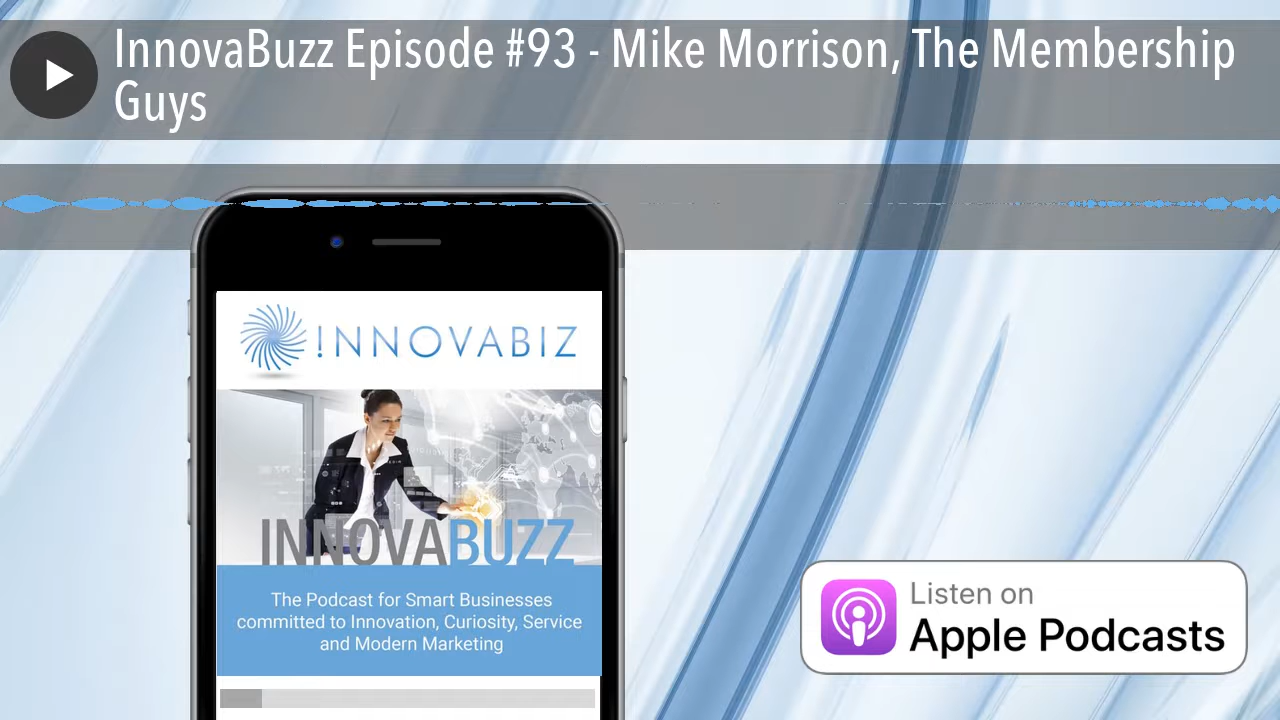 InnovaBuzz Episode #93 - Mike Morrison, The Membership
Guys
!NNOVABIZ
INNOVABUZZ
The Podcast for Smart Businesses
committed to Innovation, Curiosity, Service
and Modern Marketing
Listen on
Apple Podcasts